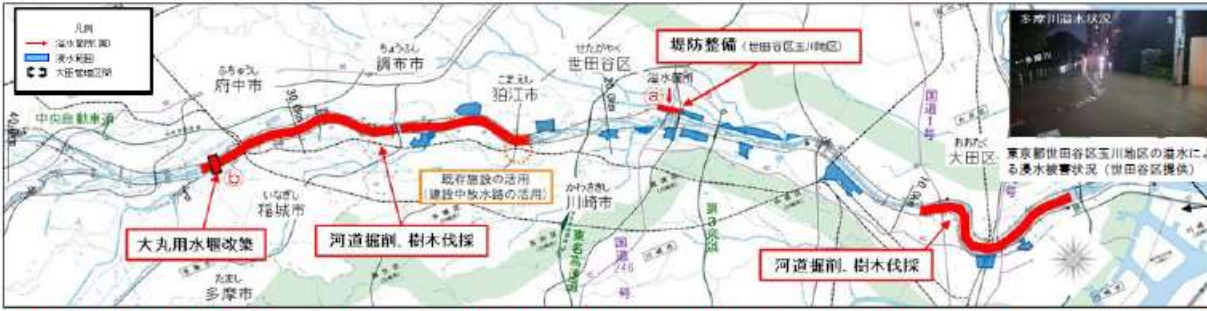 凡例
溢水箇所(面)
浸水範囲
大臣管理区間
ふちゅうし
府中市
ちょうふし
調布市
こまえし
狛江市
せたがやく
世田谷区
溢水箇所
堤防整備（世田谷区玉川地区）
多摩川溢水状況
中央自動車道
国道1号
おおたく
大田区
東京都世田谷区玉川地区の溢水によ
る浸水被害状況（世田谷区提供）
ⓐ
ⓑ
いなぎし
稲城市
既存施設の活用
（建設中放水路の活用）
かわさきし
川崎市
大丸用水堰改築
河道掘削、樹木伐採
東名高速
国道246号
第三京浜
河道掘削、樹木伐採
たまし
多摩市